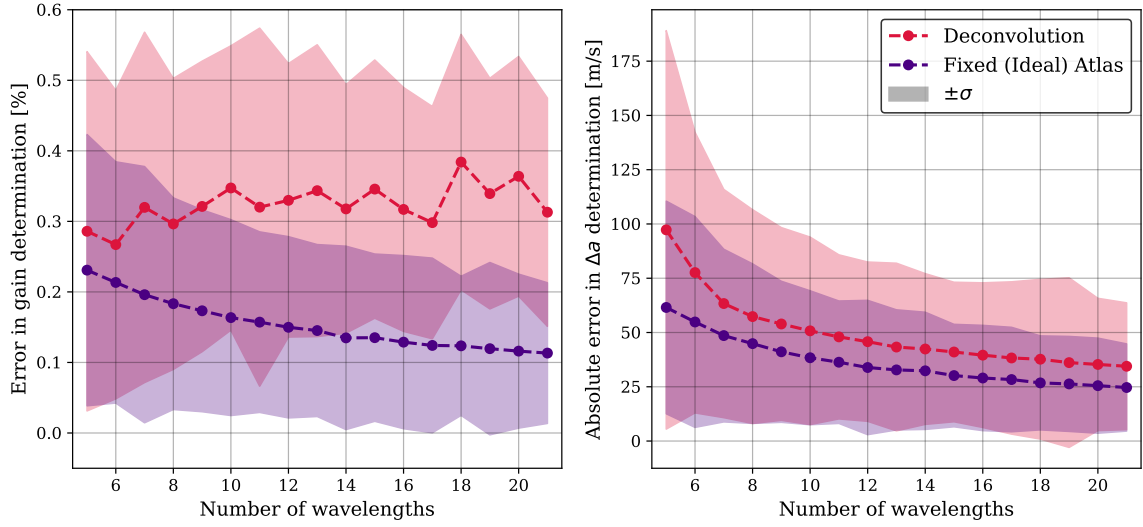 Error in gain determination [%]
0.6
0.5
0.4
0.3
0.2
0.1
0.0
6 8 10 12 14 16 18 20
Number of wavelengths
Absolute error in Δa determination [m/s]
175
150
125
100
75
50
25
0
6 8 10 12 14 16 18 20
Number of wavelengths
Deconvolution
Fixed (Ideal) Atlas
±σ